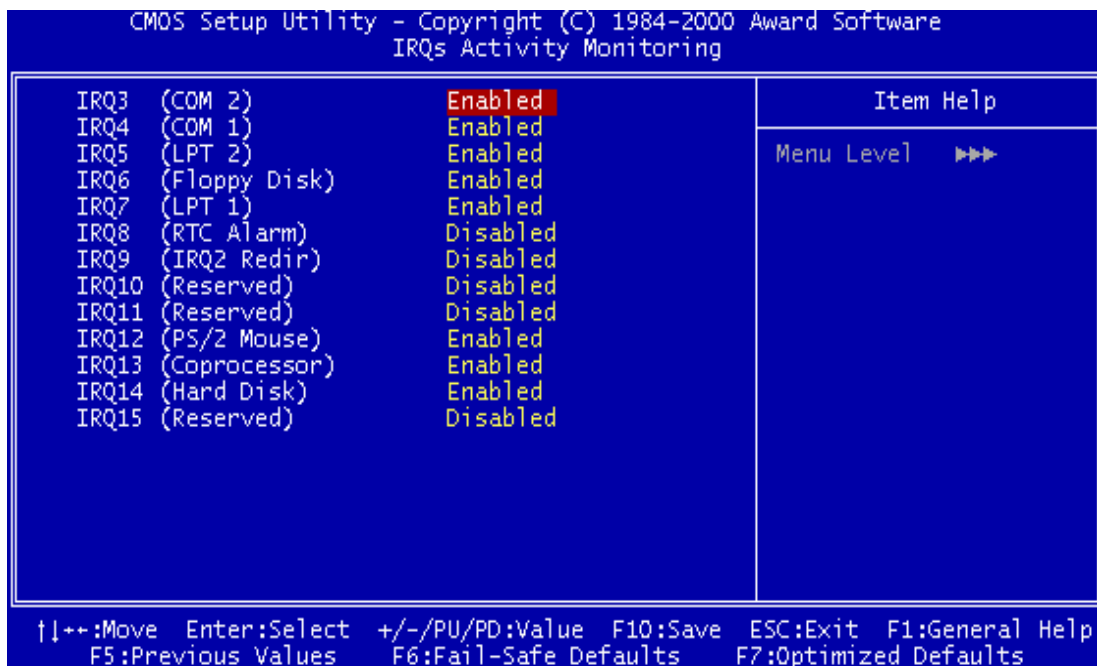 CMOS Setup Utility - Copyright (C) 1984-2000 Award Software
IRQs Activity Monitoring
IRQ3 (COM 2) Enabled
IRQ4 (COM 1) Enabled
IRQ5 (LPT 2) Enabled
IRQ6 (Floppy Disk) Enabled
IRQ7 (LPT 1) Enabled
IRQ8 (RTC Alarm) Disabled
IRQ9 (IRQ2 Redir) Disabled
IRQ10 (Reserved) Disabled
IRQ11 (Reserved) Disabled
IRQ12 (PS/2 Mouse) Enabled
IRQ13 (Coprocessor) Enabled
IRQ14 (Hard Disk) Enabled
IRQ15 (Reserved) Disabled
Item Help
Menu Level ►►►
↑↓←→:Move Enter:Select +/-/PU/PD:Value F10:Save ESC:Exit F1:General Help
F5:Previous Values F6:Fail-Safe Defaults F7:Optimized Defaults